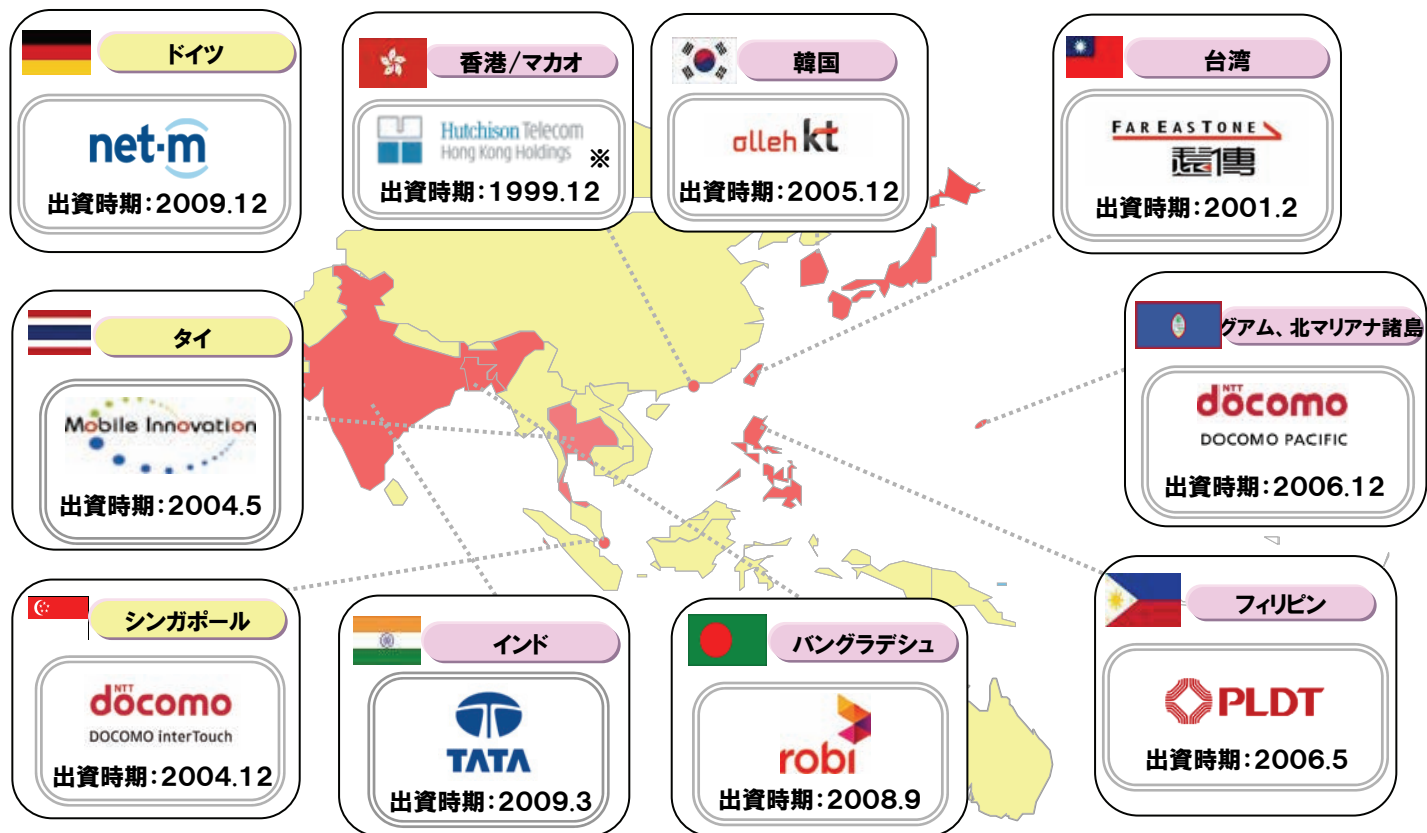 ドイツ
net-m
出資時期:2009.12
香港/マカオ
Hutchison Telecom
Hong Kong Holdings
※
出資時期:1999.12
韓国
olleh kt
出資時期:2005.12
台湾
FAREASTONE
遠傳
出資時期:2001.2
タイ
Mobile Innovation
出資時期:2004.5
グアム、北マリアナ諸島
NTT
döcomo
DOCOMO PACIFIC
出資時期:2006.12
シンガポール
NTT
döcomo
DOCOMO interTouch
出資時期:2004.12
インド
TATA
出資時期:2009.3
バングラデシュ
robi
出資時期:2008.9
フィリピン
PLDT
出資時期:2006.5